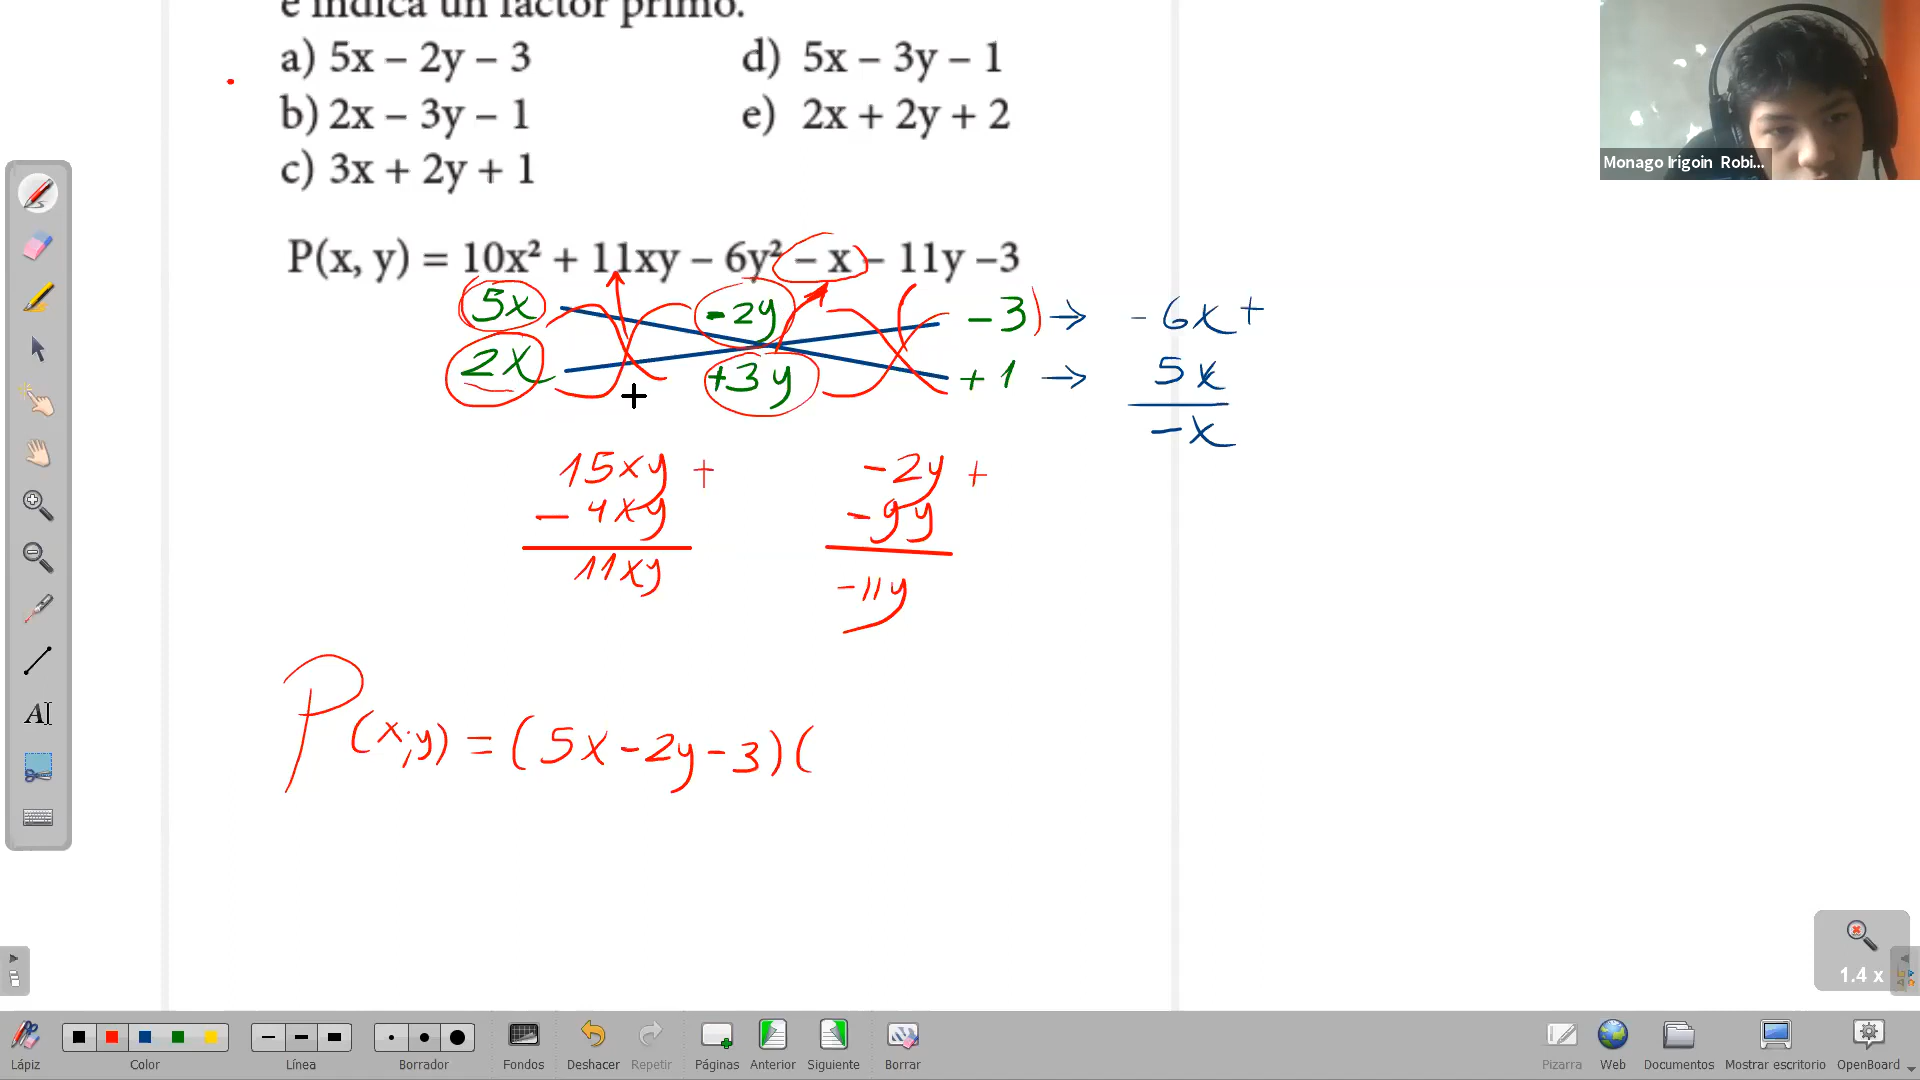 e indica un factor primo.
a) 5x – 2y – 3
d) 5x – 3y – 1
b) 2x – 3y – 1
e) 2x + 2y + 2
c) 3x + 2y + 1
Monago Irigoin Robi...
P(x, y) = 10x² + 11xy – 6y² – x – 11y –3
5x -2y -3) → -6x +
2x +3y +1 → 5x
-x
15xy + -2y +
- 4xy -9y
11xy -11y
P(x;y) = (5x-2y-3)(
1.4 x
Lápiz Color Línea Borrador Fondos Deshacer Repetir Páginas Anterior Siguiente Borrar Pizarra Web Documentos Mostrar escritorio OpenBoard